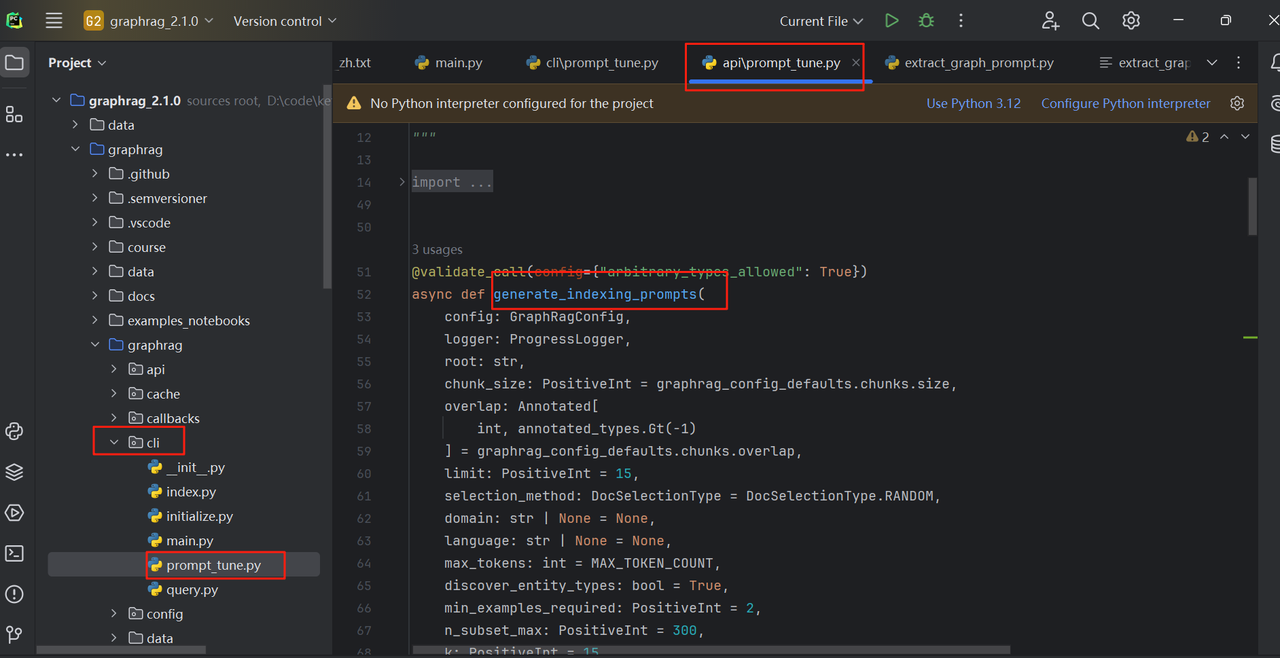 G2 graphrag_2.1.0 Version control Current File
Project
_zh.txt main.py cli\prompt_tune.py api\prompt_tune.py extract_graph_prompt.py extract_grap
No Python interpreter configured for the project Use Python 3.12 Configure Python interpreter
graphrag_2.1.0 sources root, D:\code\ke
data
graphrag
.github
.semversioner
.vscode
course
data
docs
examples_notebooks
graphrag
api
cache
callbacks
cli
__init__.py
index.py
initialize.py
main.py
prompt_tune.py
query.py
config
data
2
12 """
13
14 import ...
49
50
3 usages
51 @validate_call(config={"arbitrary_types_allowed": True})
52 async def generate_indexing_prompts(
53 config: GraphRagConfig,
54 logger: ProgressLogger,
55 root: str,
56 chunk_size: PositiveInt = graphrag_config_defaults.chunks.size,
57 overlap: Annotated[
58 int, annotated_types.Gt(-1)
59 ] = graphrag_config_defaults.chunks.overlap,
60 limit: PositiveInt = 15,
61 selection_method: DocSelectionType = DocSelectionType.RANDOM,
62 domain: str | None = None,
63 language: str | None = None,
64 max_tokens: int = MAX_TOKEN_COUNT,
65 discover_entity_types: bool = True,
66 min_examples_required: PositiveInt = 2,
67 n_subset_max: PositiveInt = 300,
68 k: PositiveInt = 15